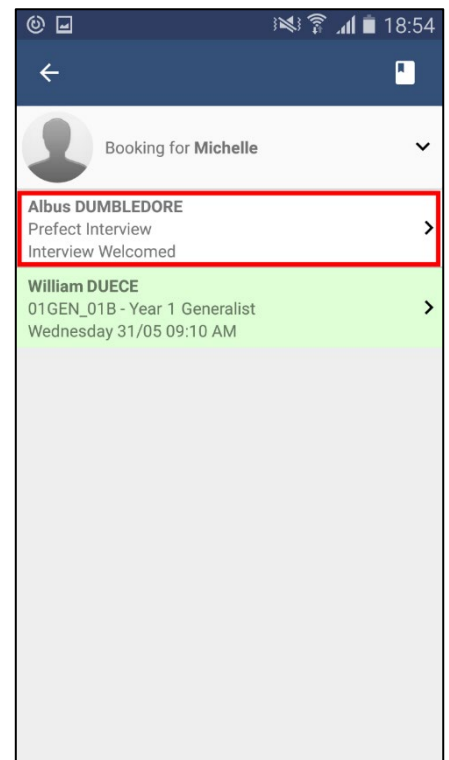 18:54
Booking for Michelle
Albus DUMBLEDORE
Prefect Interview
Interview Welcomed
William DUECE
01GEN_01B - Year 1 Generalist
Wednesday 31/05 09:10 AM